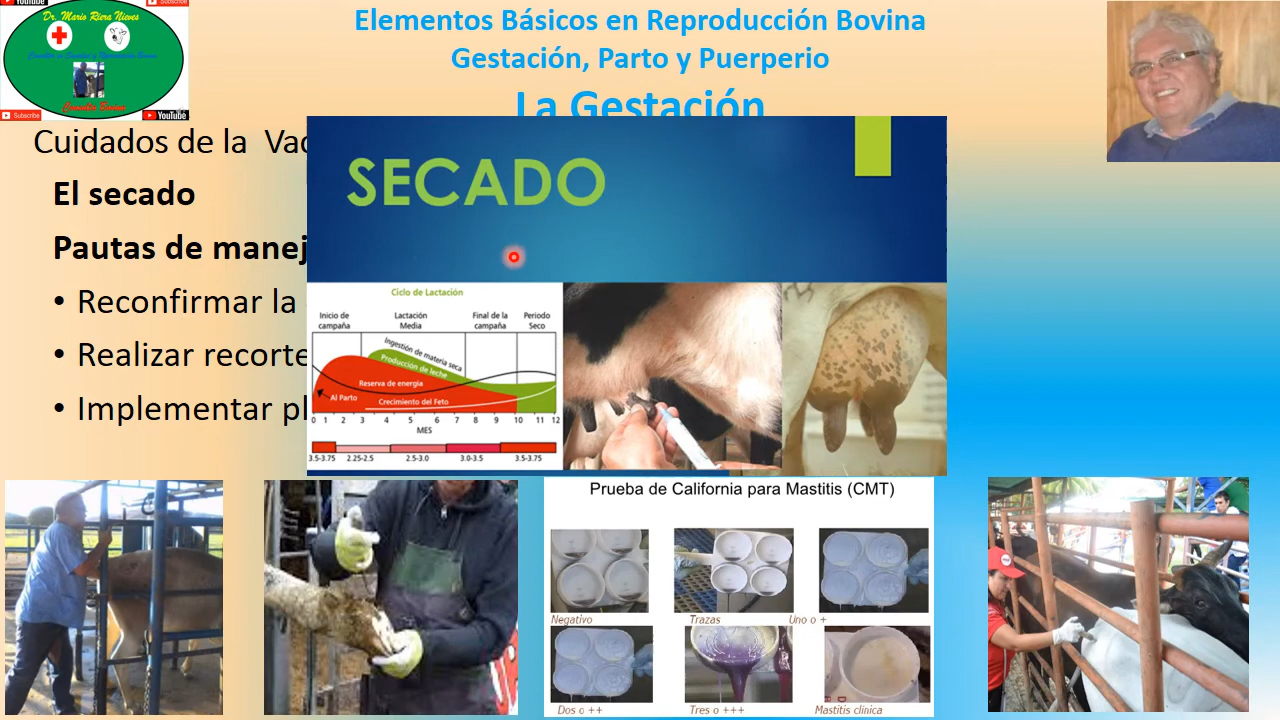 YouTube
Subscribe
Dr. Mario Riera Nieves
Subscribe
YouTube
Elementos Básicos en Reproducción Bovina
Gestación, Parto y Puerperio
La Gestación
Cuidados de la Vac
El secado
Pautas de manej
• Reconfirmar la
• Realizar recorte
• Implementar pl
SECADO
Ciclo de Lactación
Inicio de campaña
Lactación Media
Final de la campaña
Periodo Seco
Ingestión de materia seca
Producción de leche
Reserva de energía
Al Parto
Crecimiento del Feto
0 1 2 3 4 5 6 7 8 9 10 11 12
MES
3.5-3.75 2.25-2.5 2.5-3.0 3.0-3.5 3.5-3.75
Prueba de California para Mastitis (CMT)
Negativo
Trazas
Uno o +
Dos o ++
Tres o +++
Mastitis clínica